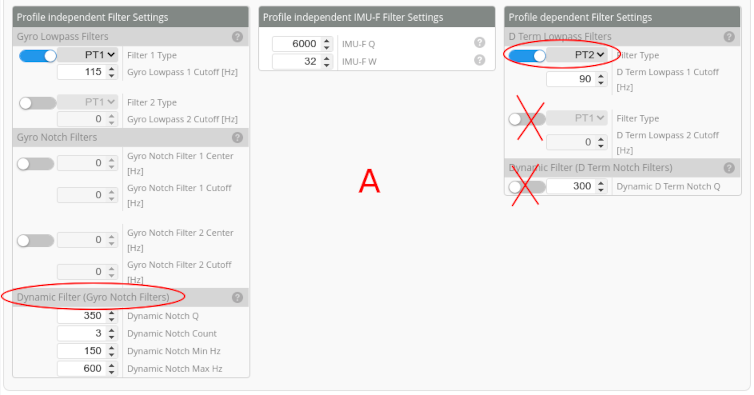 Profile independent Filter Settings
Gyro Lowpass Filters ?
PT1 Filter 1 Type
115 Gyro Lowpass 1 Cutoff [Hz]
PT1 Filter 2 Type
0 Gyro Lowpass 2 Cutoff [Hz]
Gyro Notch Filters ?
0 Gyro Notch Filter 1 Center
[Hz]
0 Gyro Notch Filter 1 Cutoff
[Hz]
0 Gyro Notch Filter 2 Center
[Hz]
0 Gyro Notch Filter 2 Cutoff
[Hz]
Dynamic Filter (Gyro Notch Filters) ?
350 Dynamic Notch Q
3 Dynamic Notch Count
150 Dynamic Notch Min Hz
600 Dynamic Notch Max Hz
Profile independent IMU-F Filter Settings
6000 IMU-F Q ?
32 IMU-F W ?
A
Profile dependent Filter Settings
D Term Lowpass Filters ?
PT2 Filter Type
90 D Term Lowpass 1 Cutoff
[Hz]
PT1 Filter Type
0 D Term Lowpass 2 Cutoff
[Hz]
Dynamic Filter (D Term Notch Filters) ?
300 Dynamic D Term Notch Q